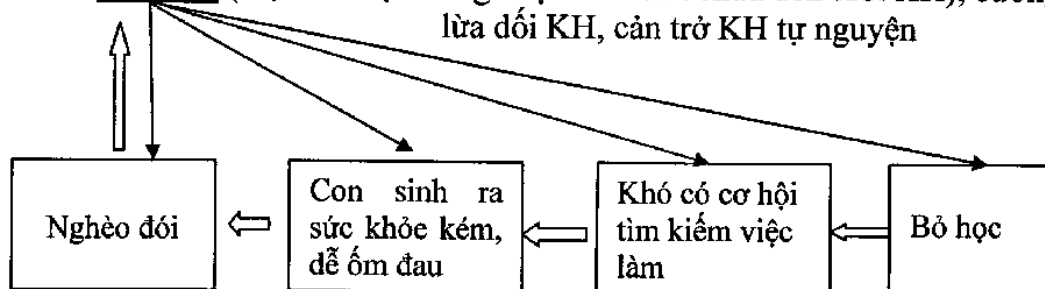 lừa dối KH, cản trở KH tự nguyện
Nghèo đói
Con sinh ra
sức khỏe kém,
dễ ốm đau
Khó có cơ hội
tìm kiếm việc
làm
Bỏ học